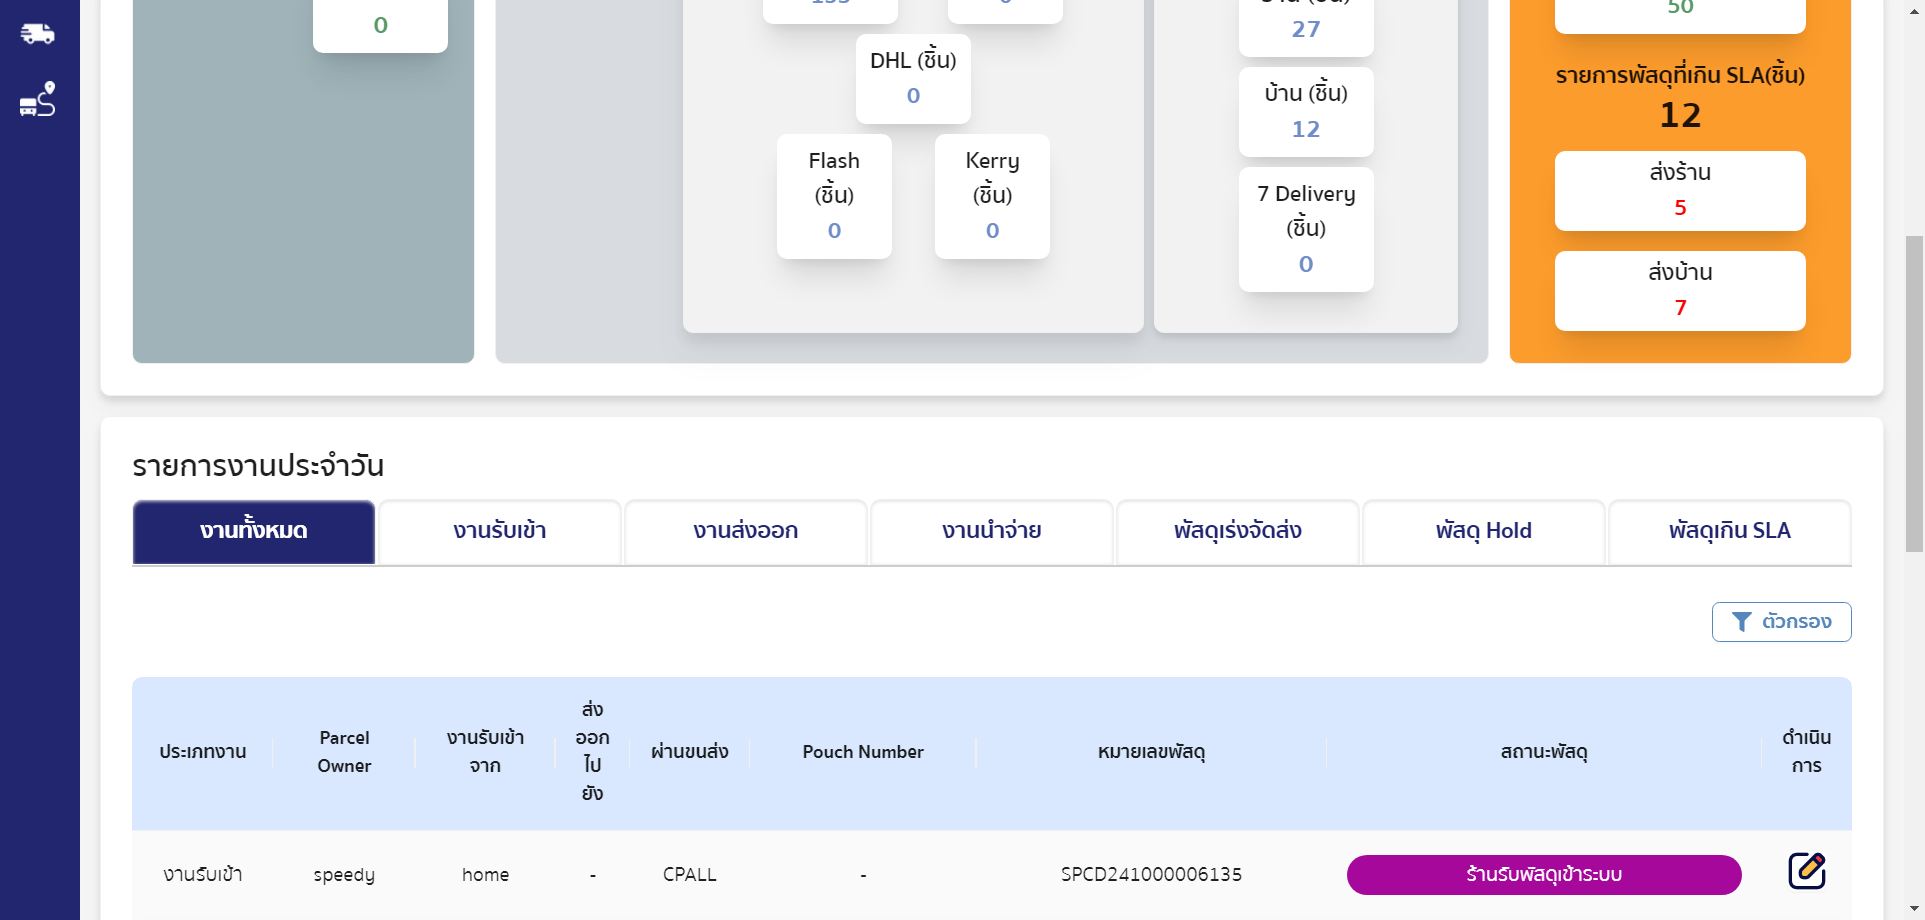 0
DHL (ชิ้น)
0
Flash
(ชิ้น)
0
Kerry
(ชิ้น)
0
27
บ้าน (ชิ้น)
12
7 Delivery
(ชิ้น)
0
50
รายการพัสดุที่เกิน SLA(ชิ้น)
12
ส่งร้าน
5
ส่งบ้าน
7
รายการงานประจำวัน
งานทั้งหมด
งานรับเข้า
งานส่งออก
งานนำจ่าย
พัสดุเร่งจัดส่ง
พัสดุ Hold
พัสดุเกิน SLA
ตัวกรอง
ประเภทงาน
Parcel
Owner
งานรับเข้า
จาก
ส่ง
ออก
ไป
ยัง
ผ่านขนส่ง
Pouch Number
หมายเลขพัสดุ
สถานะพัสดุ
ดำเนิน
การ
งานรับเข้า
speedy
home
-
CPALL
-
SPCD241000006135
ร้านรับพัสดุเข้าระบบ